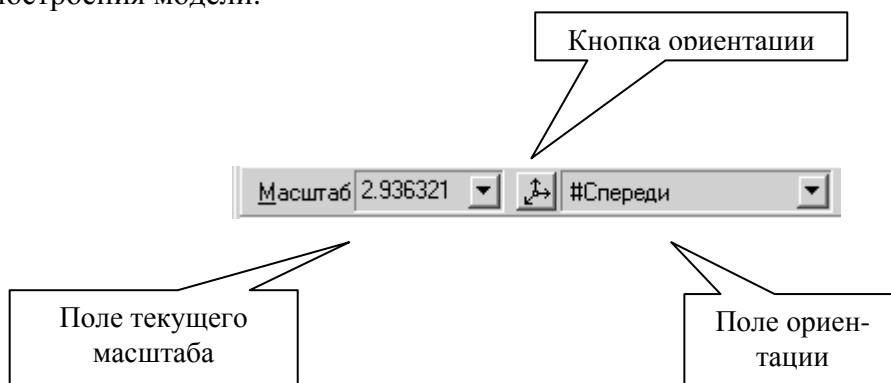 построения модели.
Кнопка ориентации
Масштаб 2.936321 #Спереди
Поле текущего
масштаба
Поле ориен-
тации